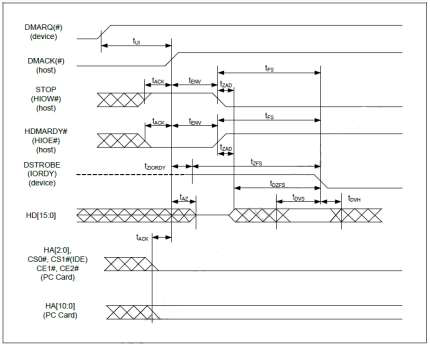 DMARQ(#)
(device)
tUI
DMACK(#)
(host)
tFS
tACK
tENV
tZAD
STOP
(HIOW#)
(host)
tFS
tACK
tENV
HDMARDY#
(HIOE#)
(host)
tZAD
DSTROBE
(IORDY)
(device)
tZIORDY
tZFS
tDZFS
tAZ
tDVS
tDVH
HD[15:0]
tACK
HA[2:0],
CS0#, CS1#(IDE)
CE1#, CE2#
(PC Card)
HA[10:0]
(PC Card)